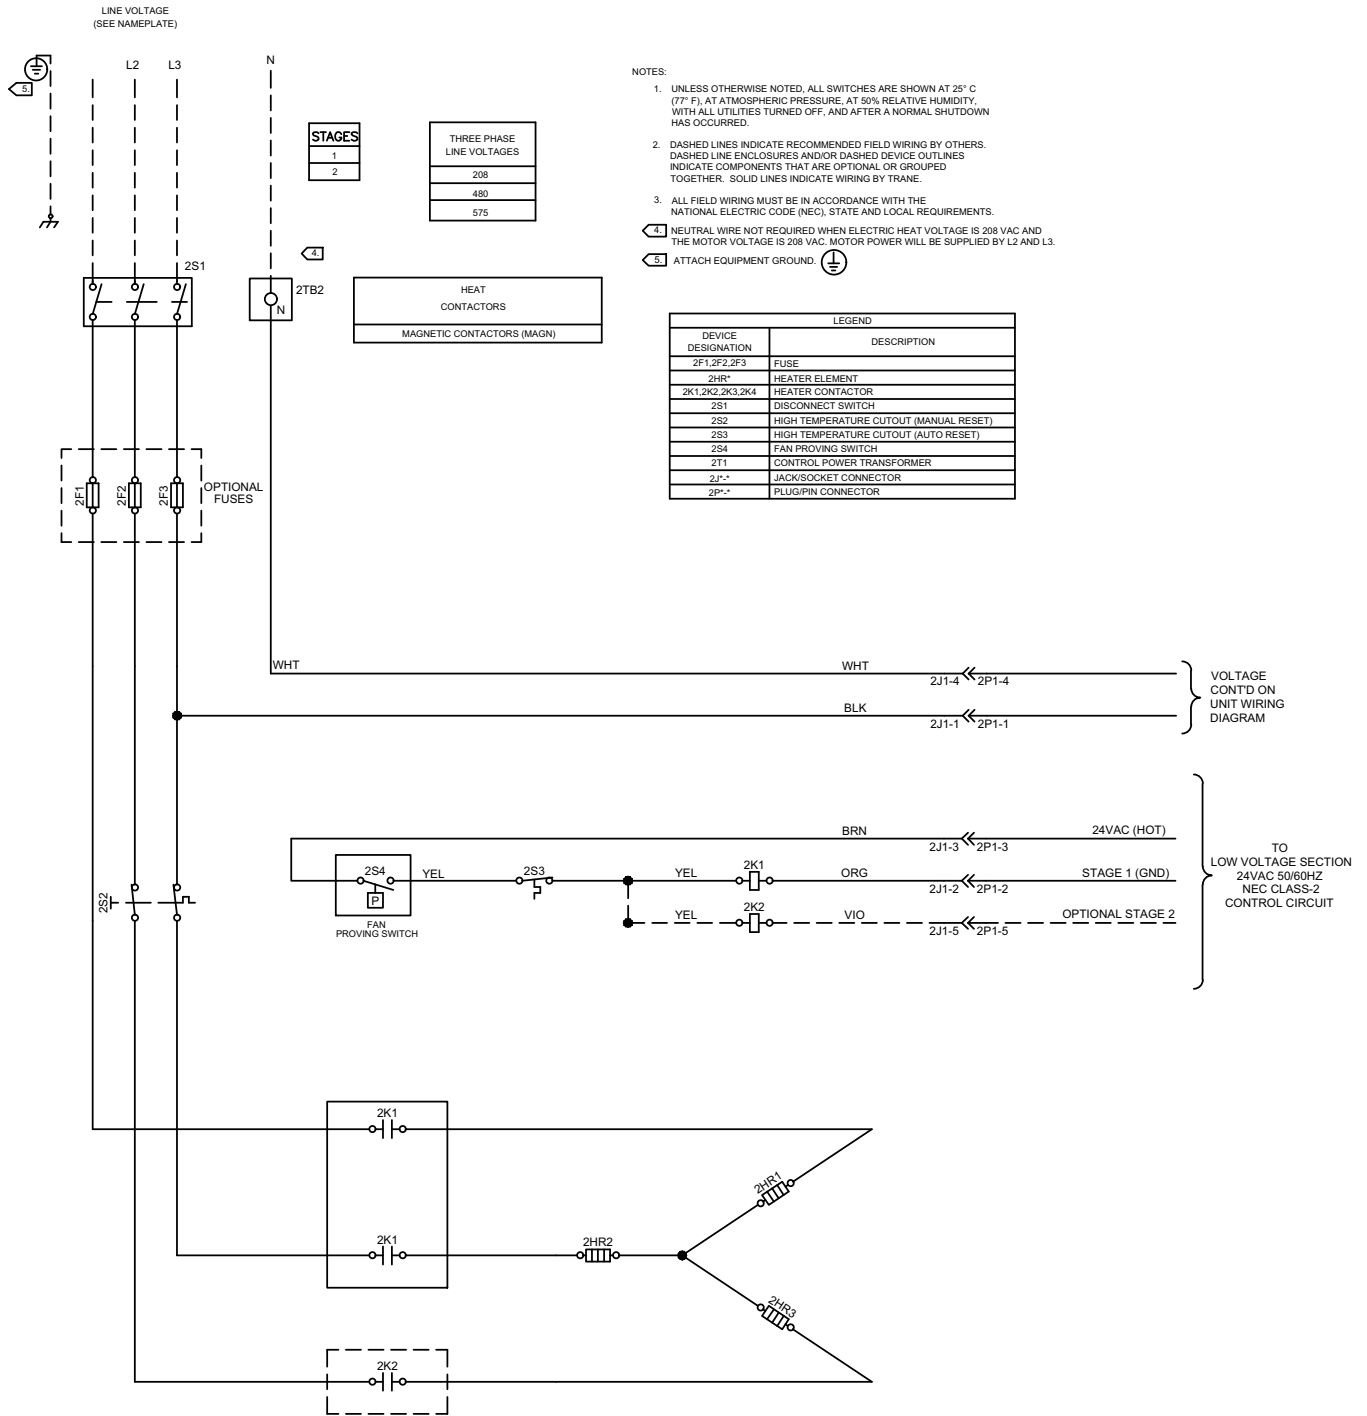 LINE VOLTAGE
(SEE NAMEPLATE)
L2
L3
N
5.
STAGES
1
2
THREE PHASE
LINE VOLTAGES
208
480
575
NOTES:
1. UNLESS OTHERWISE NOTED, ALL SWITCHES ARE SHOWN AT 25° C
(77° F), AT ATMOSPHERIC PRESSURE, AT 50% RELATIVE HUMIDITY,
WITH ALL UTILITIES TURNED OFF, AND AFTER A NORMAL SHUTDOWN
HAS OCCURRED.
2. DASHED LINES INDICATE RECOMMENDED FIELD WIRING BY OTHERS.
DASHED LINE ENCLOSURES AND/OR DASHED DEVICE OUTLINES
INDICATE COMPONENTS THAT ARE OPTIONAL OR GROUPED
TOGETHER. SOLID LINES INDICATE WIRING BY TRANE.
3. ALL FIELD WIRING MUST BE IN ACCORDANCE WITH THE
NATIONAL ELECTRIC CODE (NEC), STATE AND LOCAL REQUIREMENTS.
4. NEUTRAL WIRE NOT REQUIRED WHEN ELECTRIC HEAT VOLTAGE IS 208 VAC AND
THE MOTOR VOLTAGE IS 208 VAC. MOTOR POWER WILL BE SUPPLIED BY L2 AND L3.
5. ATTACH EQUIPMENT GROUND.
2S1
4.
2TB2
N
HEAT
CONTACTORS
MAGNETIC CONTACTORS (MAGN)
LEGEND
DEVICE
DESIGNATION
DESCRIPTION
2F1,2F2,2F3 FUSE
2HR* HEATER ELEMENT
2K1,2K2,2K3,2K4 HEATER CONTACTOR
2S1 DISCONNECT SWITCH
2S2 HIGH TEMPERATURE CUTOUT (MANUAL RESET)
2S3 HIGH TEMPERATURE CUTOUT (AUTO RESET)
2S4 FAN PROVING SWITCH
2T1 CONTROL POWER TRANSFORMER
2J*-* JACK/SOCKET CONNECTOR
2P*-* PLUG/PIN CONNECTOR
2F1
2F2
2F3
OPTIONAL
FUSES
WHT
WHT
2J1-4
2P1-4
BLK
2J1-1
2P1-1
VOLTAGE
CONT'D ON
UNIT WIRING
DIAGRAM
BRN
24VAC (HOT)
2J1-3
2P1-3
2S4
P
FAN
PROVING SWITCH
YEL
2S3
YEL
2K1
ORG
STAGE 1 (GND)
2J1-2
2P1-2
YEL
2K2
VIO
OPTIONAL STAGE 2
2J1-5
2P1-5
TO
LOW VOLTAGE SECTION
24VAC 50/60HZ
NEC CLASS-2
CONTROL CIRCUIT
2S2
2K1
2HR1
2K1
2HR2
2HR3
2K2